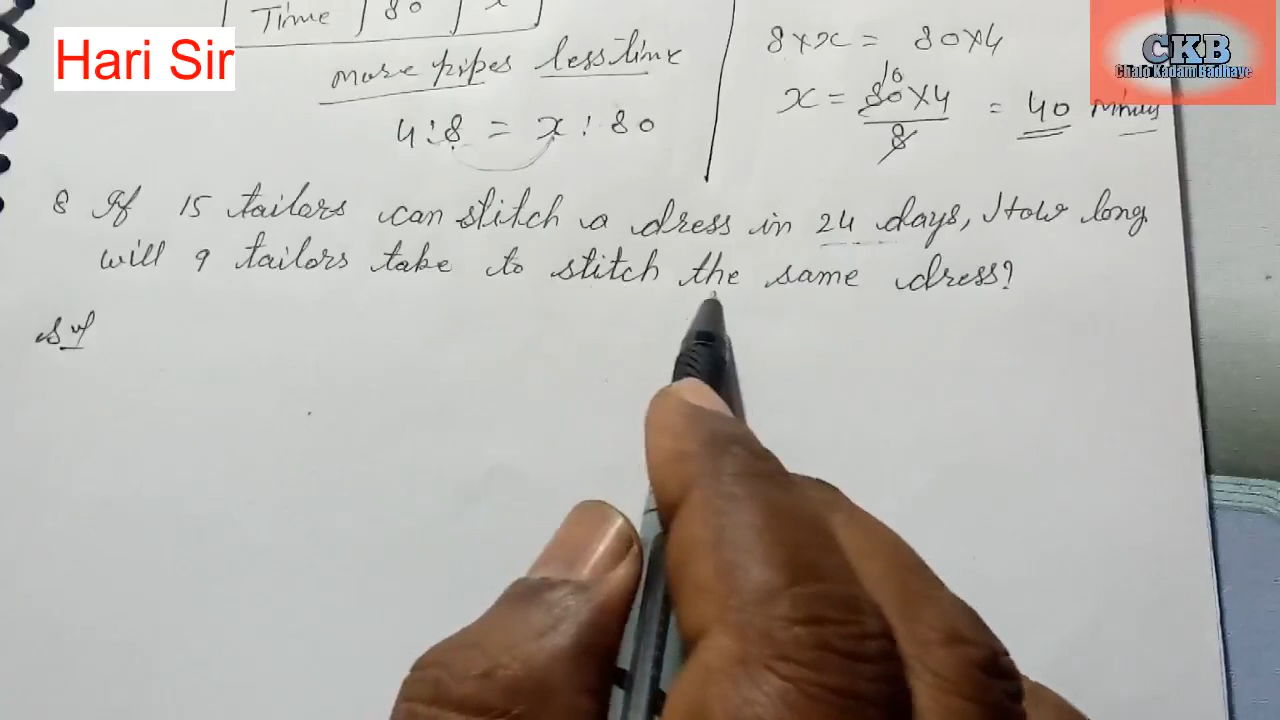 Time 80 x
Hari Sir
more pipes less time
4:8 = x:80
8×x = 80×4
10
x = 80×4 / 8 = 40
CKB
Chalo Kadam Badhaye
8 If 15 tailors can stitch a dress in 24 days, How long
will 9 tailors take to stitch the same dress?
Sol